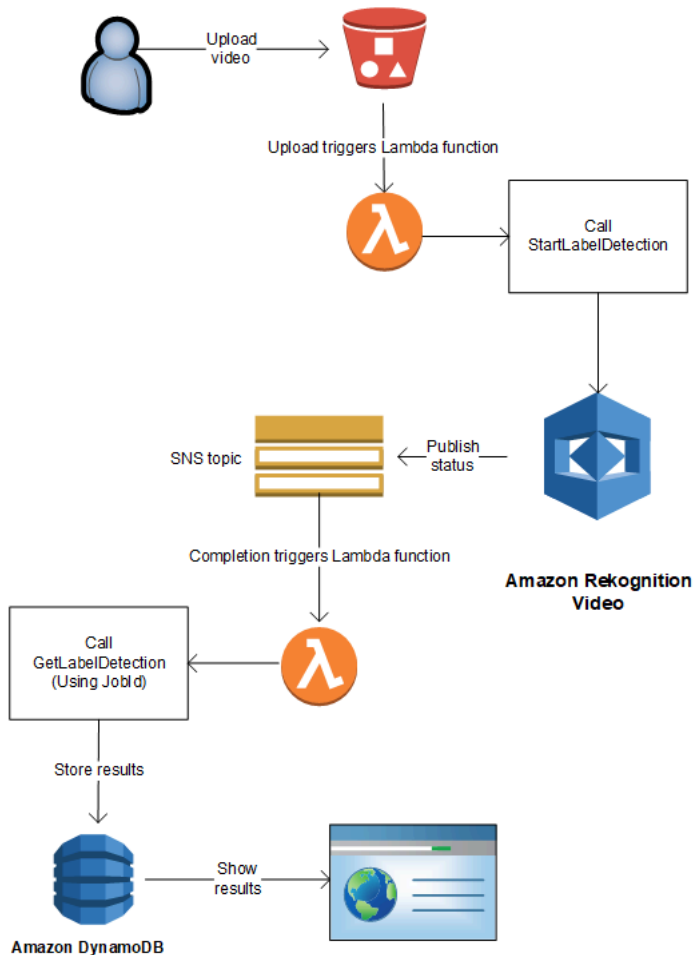 Upload
video
Upload triggers Lambda function
Call
StartLabelDetection
Publish
status
SNS topic
Amazon Rekognition
Video
Completion triggers Lambda function
Call
GetLabelDetection
(Using JobId)
Store results
Show
results
Amazon DynamoDB